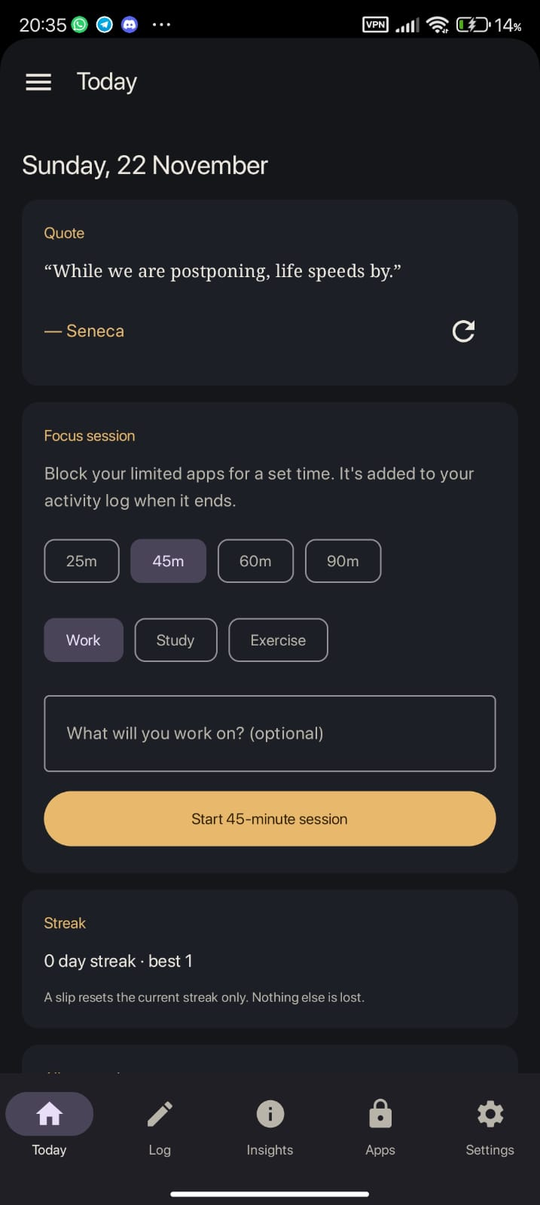 20:35 ... VPN 14%
Today
Sunday, 22 November
Quote
“While we are postponing, life speeds by.”
— Seneca
Focus session
Block your limited apps for a set time. It's added to your
activity log when it ends.
25m 45m 60m 90m
Work Study Exercise
What will you work on? (optional)
Start 45-minute session
Streak
0 day streak · best 1
A slip resets the current streak only. Nothing else is lost.
Today Log Insights Apps Settings